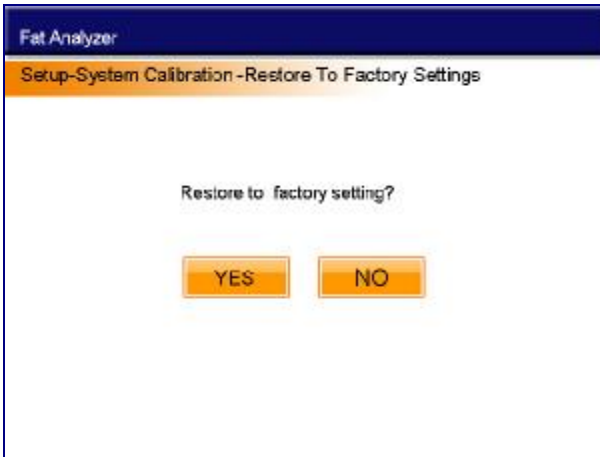 Fat Analyzer
Setup-System Calibration-Restore To Factory Settings
Restore to factory setting?
YES NO